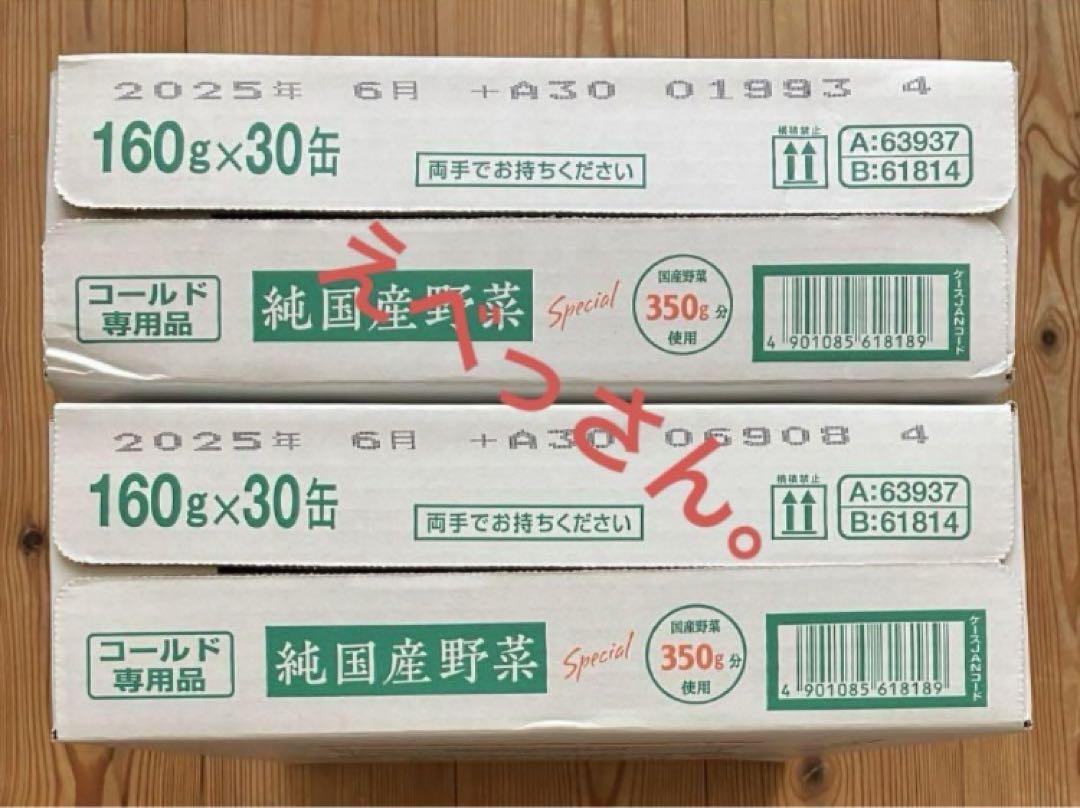 2025年 6月 +A30 01993 4
160g×30缶
両手でお持ちください
横積禁止
A:63937
B:61814
コールド
専用品
純国産野菜
Special
国産野菜
350g分
使用
4 901085 618189
ケースJANコード
えべっさん。
2025年 6月 +A30 06908 4
160g×30缶
両手でお持ちください
横積禁止
A:63937
B:61814
コールド
専用品
純国産野菜
Special
国産野菜
350g分
使用
4 901085 618189
ケースJANコード